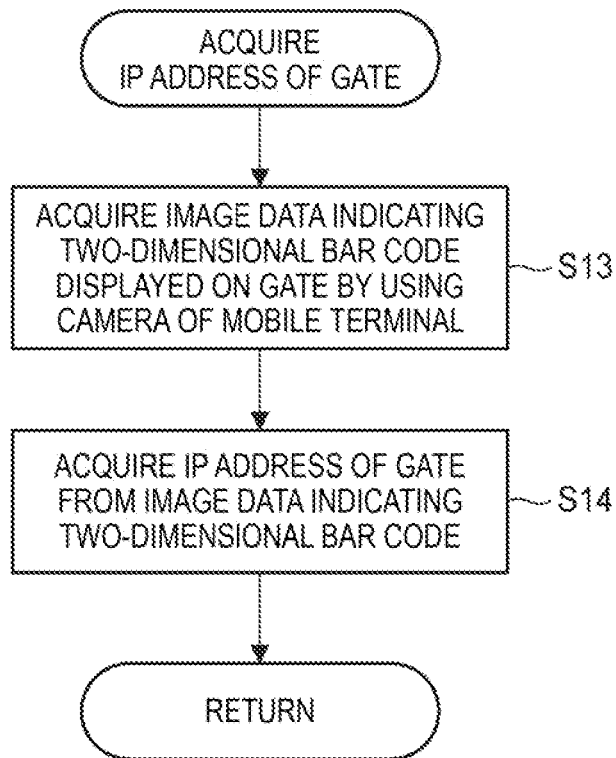 ACQUIRE
IP ADDRESS OF GATE
ACQUIRE IMAGE DATA INDICATING
TWO-DIMENSIONAL BAR CODE
DISPLAYED ON GATE BY USING
CAMERA OF MOBILE TERMINAL
S13
ACQUIRE IP ADDRESS OF GATE
FROM IMAGE DATA INDICATING
TWO-DIMENSIONAL BAR CODE
S14
RETURN